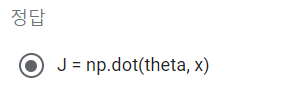 정답
J = np.dot(theta, x)